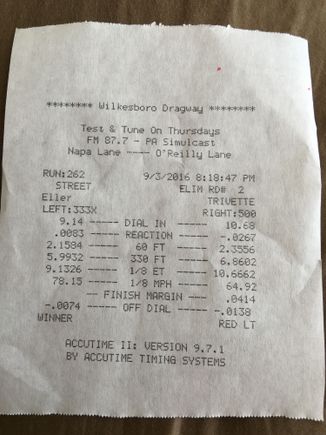 ******** Wilkesboro Dragway ********
Test & Tune On Thursdays
FM 87.7 - PA Simulcast
Napa Lane ---- O'Reilly Lane
RUN:262 9/3/2016 8:18:47 PM
STREET ELIM RD# 2
Eller TRIVETTE
LEFT:333X RIGHT:500
9.14 ----- DIAL IN ----- 10.68
.0083 ----- REACTION ----- -.0267
2.1584 ----- 60 FT ----- 2.3556
5.9932 ----- 330 FT ----- 6.8602
9.1326 ----- 1/8 ET ----- 10.6662
78.15 ----- 1/8 MPH ----- 64.92
-- FINISH MARGIN -- .0414
-.0074 ----- OFF DIAL ----- -.0138
WINNER RED LT
ACCUTIME II: VERSION 9.7.1
BY ACCUTIME TIMING SYSTEMS